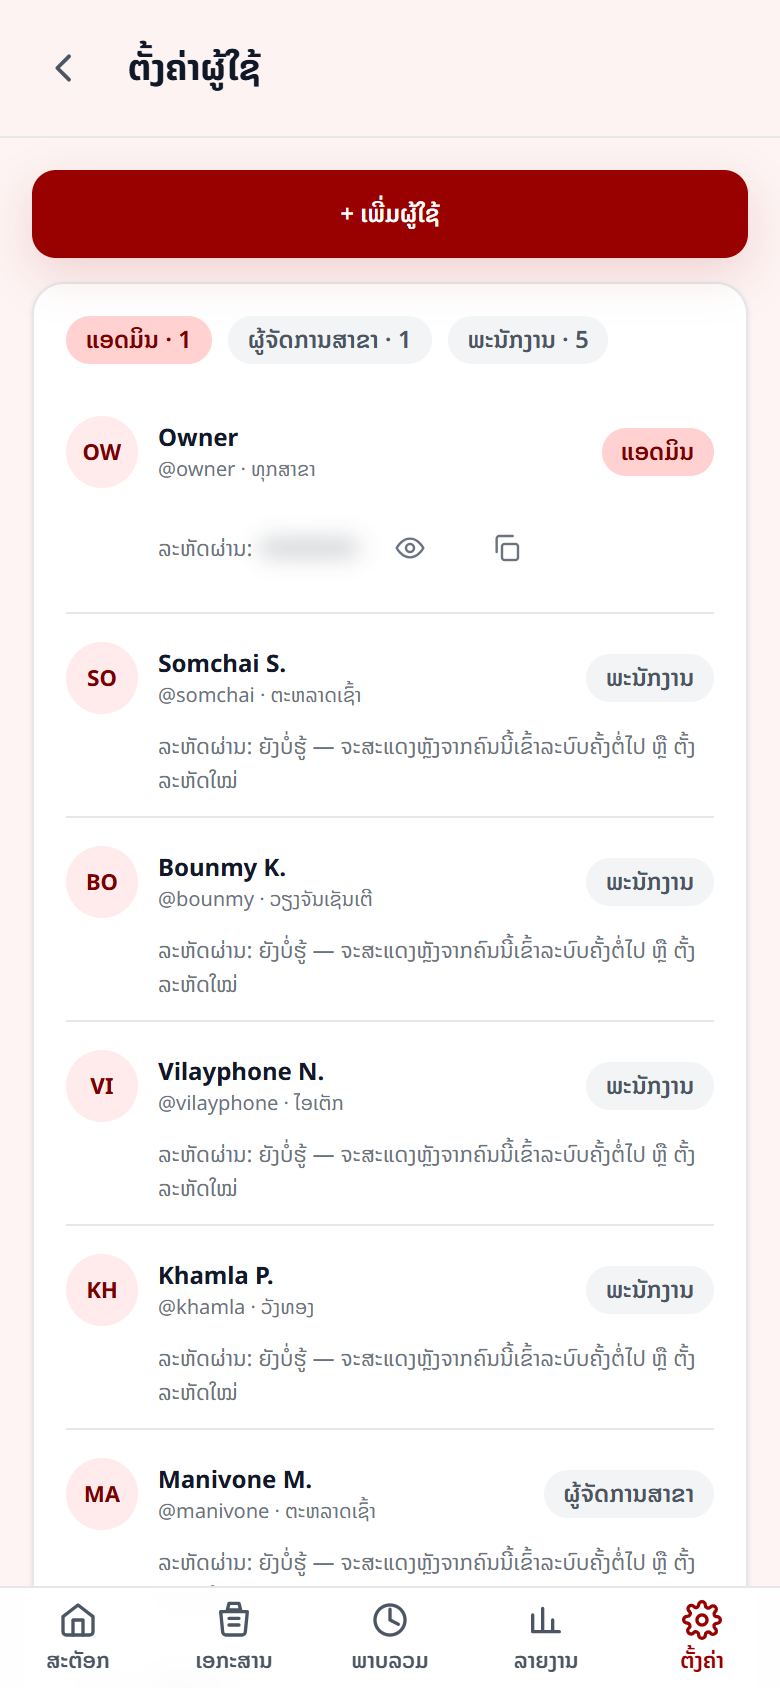 ຕັ້ງຄ່າຜູ້ໃຊ້
+ ເພີ່ມຜູ້ໃຊ້
ແອດມິນ · 1
ຜູ້ຈັດການສາຂາ · 1
ພະນັກງານ · 5
OW
Owner
@owner · ທຸກສາຂາ
ແອດມິນ
ລະຫັດຜ່ານ:
SO
Somchai S.
@somchai · ຕະຫລາດເຊົ້າ
ພະນັກງານ
ລະຫັດຜ່ານ: ຍັງບໍ່ຮູ້ — ຈະສະແດງຫຼັງຈາກຄົນນີ້ເຂົ້າລະບົບຄັ້ງຕໍ່ໄປ ຫຼື ຕັ້ງ
ລະຫັດໃໝ່
BO
Bounmy K.
@bounmy · ວຽງຈັນເຊັນເຕີ
ພະນັກງານ
ລະຫັດຜ່ານ: ຍັງບໍ່ຮູ້ — ຈະສະແດງຫຼັງຈາກຄົນນີ້ເຂົ້າລະບົບຄັ້ງຕໍ່ໄປ ຫຼື ຕັ້ງ
ລະຫັດໃໝ່
VI
Vilayphone N.
@vilayphone · ໄອເຕັກ
ພະນັກງານ
ລະຫັດຜ່ານ: ຍັງບໍ່ຮູ້ — ຈະສະແດງຫຼັງຈາກຄົນນີ້ເຂົ້າລະບົບຄັ້ງຕໍ່ໄປ ຫຼື ຕັ້ງ
ລະຫັດໃໝ່
KH
Khamla P.
@khamla · ວັງທອງ
ພະນັກງານ
ລະຫັດຜ່ານ: ຍັງບໍ່ຮູ້ — ຈະສະແດງຫຼັງຈາກຄົນນີ້ເຂົ້າລະບົບຄັ້ງຕໍ່ໄປ ຫຼື ຕັ້ງ
ລະຫັດໃໝ່
MA
Manivone M.
@manivone · ຕະຫລາດເຊົ້າ
ຜູ້ຈັດການສາຂາ
ລະຫັດຜ່ານ: ຍັງບໍ່ຮູ້ — ຈະສະແດງຫຼັງຈາກຄົນນີ້ເຂົ້າລະບົບຄັ້ງຕໍ່ໄປ ຫຼື ຕັ້ງ
ສະຕັອກ
ເອກະສານ
ພາບລວມ
ລາຍງານ
ຕັ້ງຄ່າ